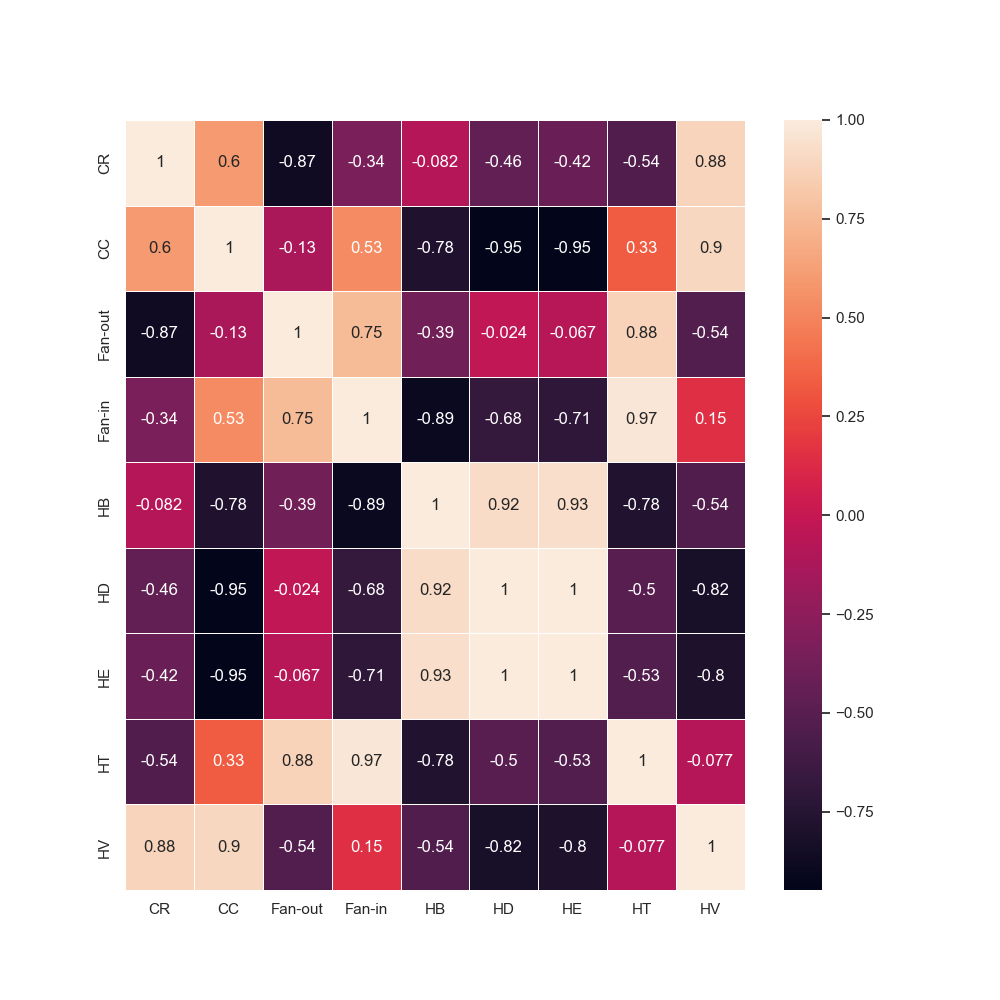 CR 1 0.6 -0.87 -0.34 -0.082 -0.46 -0.42 -0.54 0.88
CC 0.6 1 -0.13 0.53 -0.78 -0.95 -0.95 0.33 0.9
Fan-out -0.87 -0.13 1 0.75 -0.39 -0.024 -0.067 0.88 -0.54
Fan-in -0.34 0.53 0.75 1 -0.89 -0.68 -0.71 0.97 0.15
HB -0.082 -0.78 -0.39 -0.89 1 0.92 0.93 -0.78 -0.54
HD -0.46 -0.95 -0.024 -0.68 0.92 1 1 -0.5 -0.82
HE -0.42 -0.95 -0.067 -0.71 0.93 1 1 -0.53 -0.8
HT -0.54 0.33 0.88 0.97 -0.78 -0.5 -0.53 1 -0.077
HV 0.88 0.9 -0.54 0.15 -0.54 -0.82 -0.8 -0.077 1
CR CC Fan-out Fan-in HB HD HE HT HV
1.00
0.75
0.50
0.25
0.00
−0.25
−0.50
−0.75